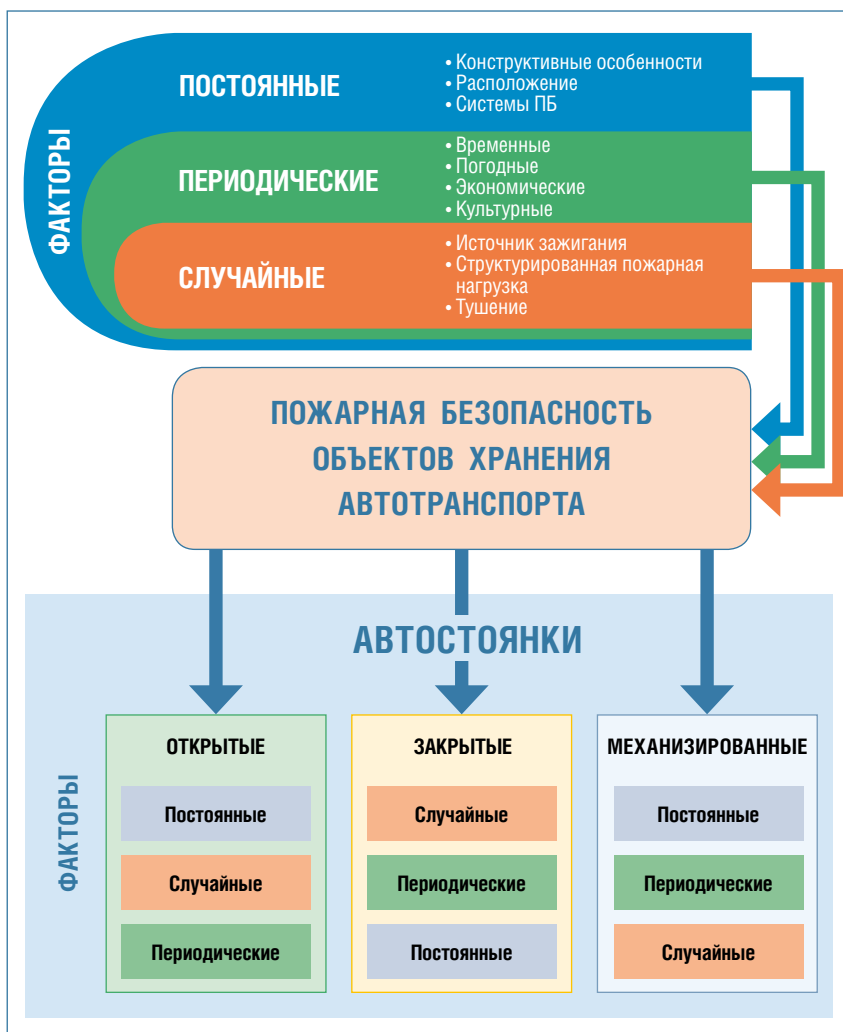 ФАКТОРЫ
ПОСТОЯННЫЕ
• Конструктивные особенности
• Расположение
• Системы ПБ
ПЕРИОДИЧЕСКИЕ
• Временные
• Погодные
• Экономические
• Культурные
СЛУЧАЙНЫЕ
• Источник зажигания
• Структурированная пожарная
нагрузка
• Тушение
ПОЖАРНАЯ БЕЗОПАСНОСТЬ
ОБЪЕКТОВ ХРАНЕНИЯ
АВТОТРАНСПОРТА
АВТОСТОЯНКИ
ФАКТОРЫ
ОТКРЫТЫЕ
Постоянные
Случайные
Периодические
ЗАКРЫТЫЕ
Случайные
Периодические
Постоянные
МЕХАНИЗИРОВАННЫЕ
Постоянные
Периодические
Случайные